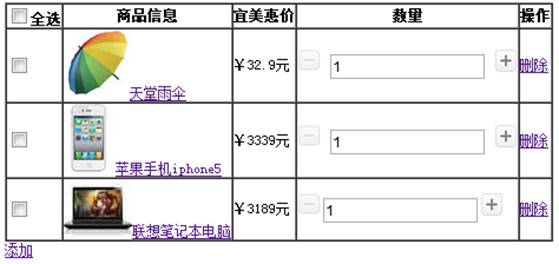 全选 商品信息 宜美惠价 数量 操作
天堂雨伞 ￥32.9元 1 删除
苹果手机iphone5 ￥3339元 1 删除
联想笔记本电脑 ￥3189元 1 删除
添加